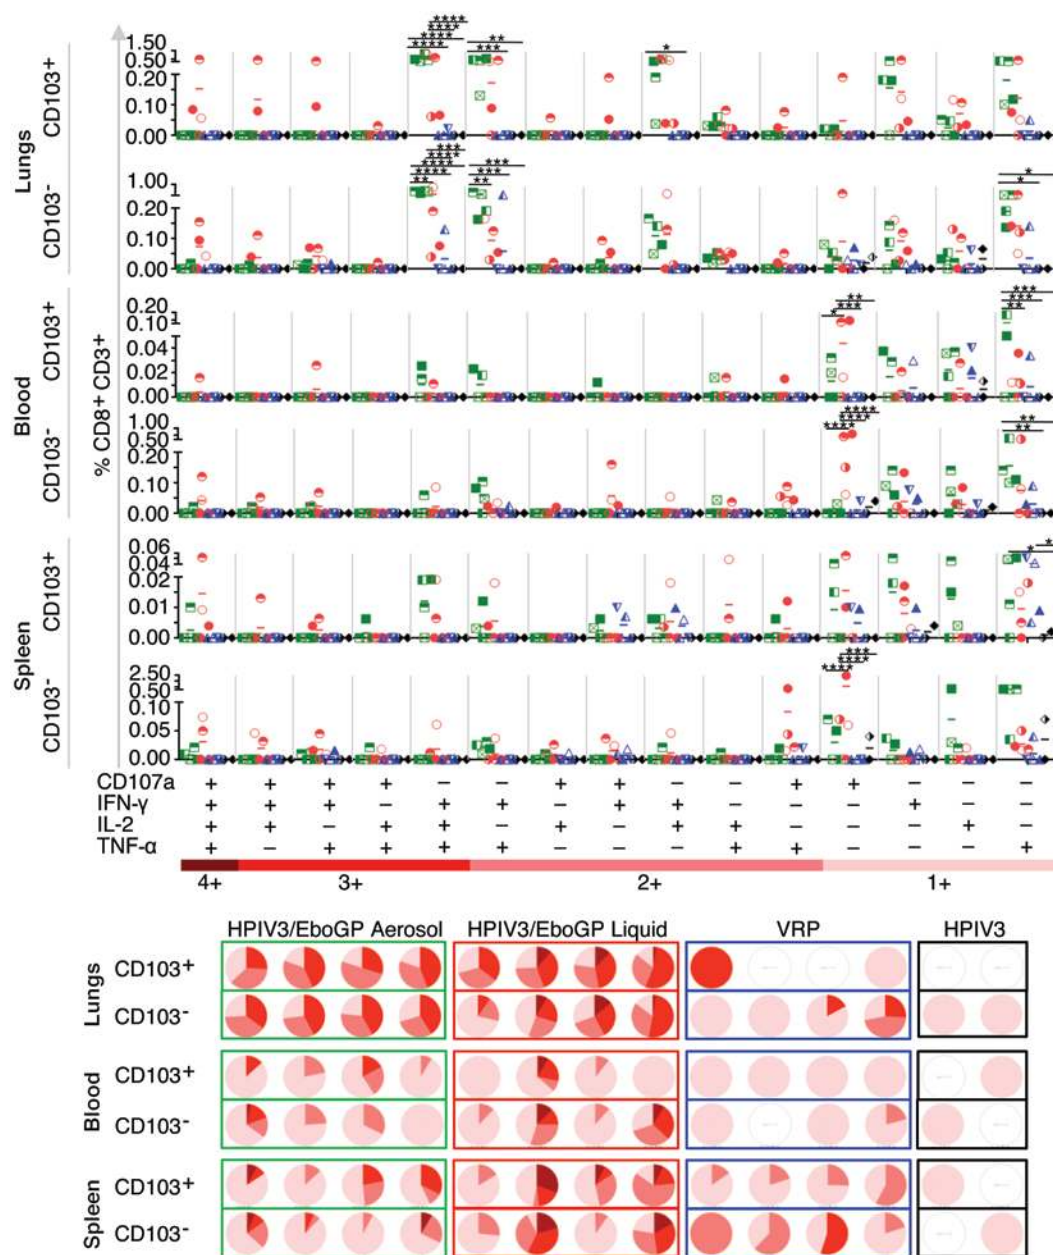 Lungs
CD103+
1.50
0.50
0.20
0.10
0.00
**** 
****
****
****
**
***
*
CD103-
1.00
0.20
0.10
0.00
***
****
****
****
**
***
***
**
*
*
Blood
% CD8+ CD3+
CD103+
0.20
0.10
0.04
0.02
0
**
***
*
***
***
**
CD103-
1.00
0.50
0.20
0.10
0.00
****
****
****
**
**
Spleen
CD103+
0.06
0.04
0.02
0.01
0.00
*
*
CD103-
2.50
0.50
0.10
0.05
0.00
***
****
****
CD107a + + + + - - + + - - + + - - -
IFN-γ + + + - + + - + + - - - + - -
IL-2 + + - + + - + - + + - - - + -
TNF-α + - + + + + - - - + + - - - +
4+ 3+ 2+ 1+
HPIV3/EboGP Aerosol HPIV3/EboGP Liquid VRP HPIV3
Lungs
CD103+
CD103-
Blood
CD103+
CD103-
Spleen
CD103+
CD103-